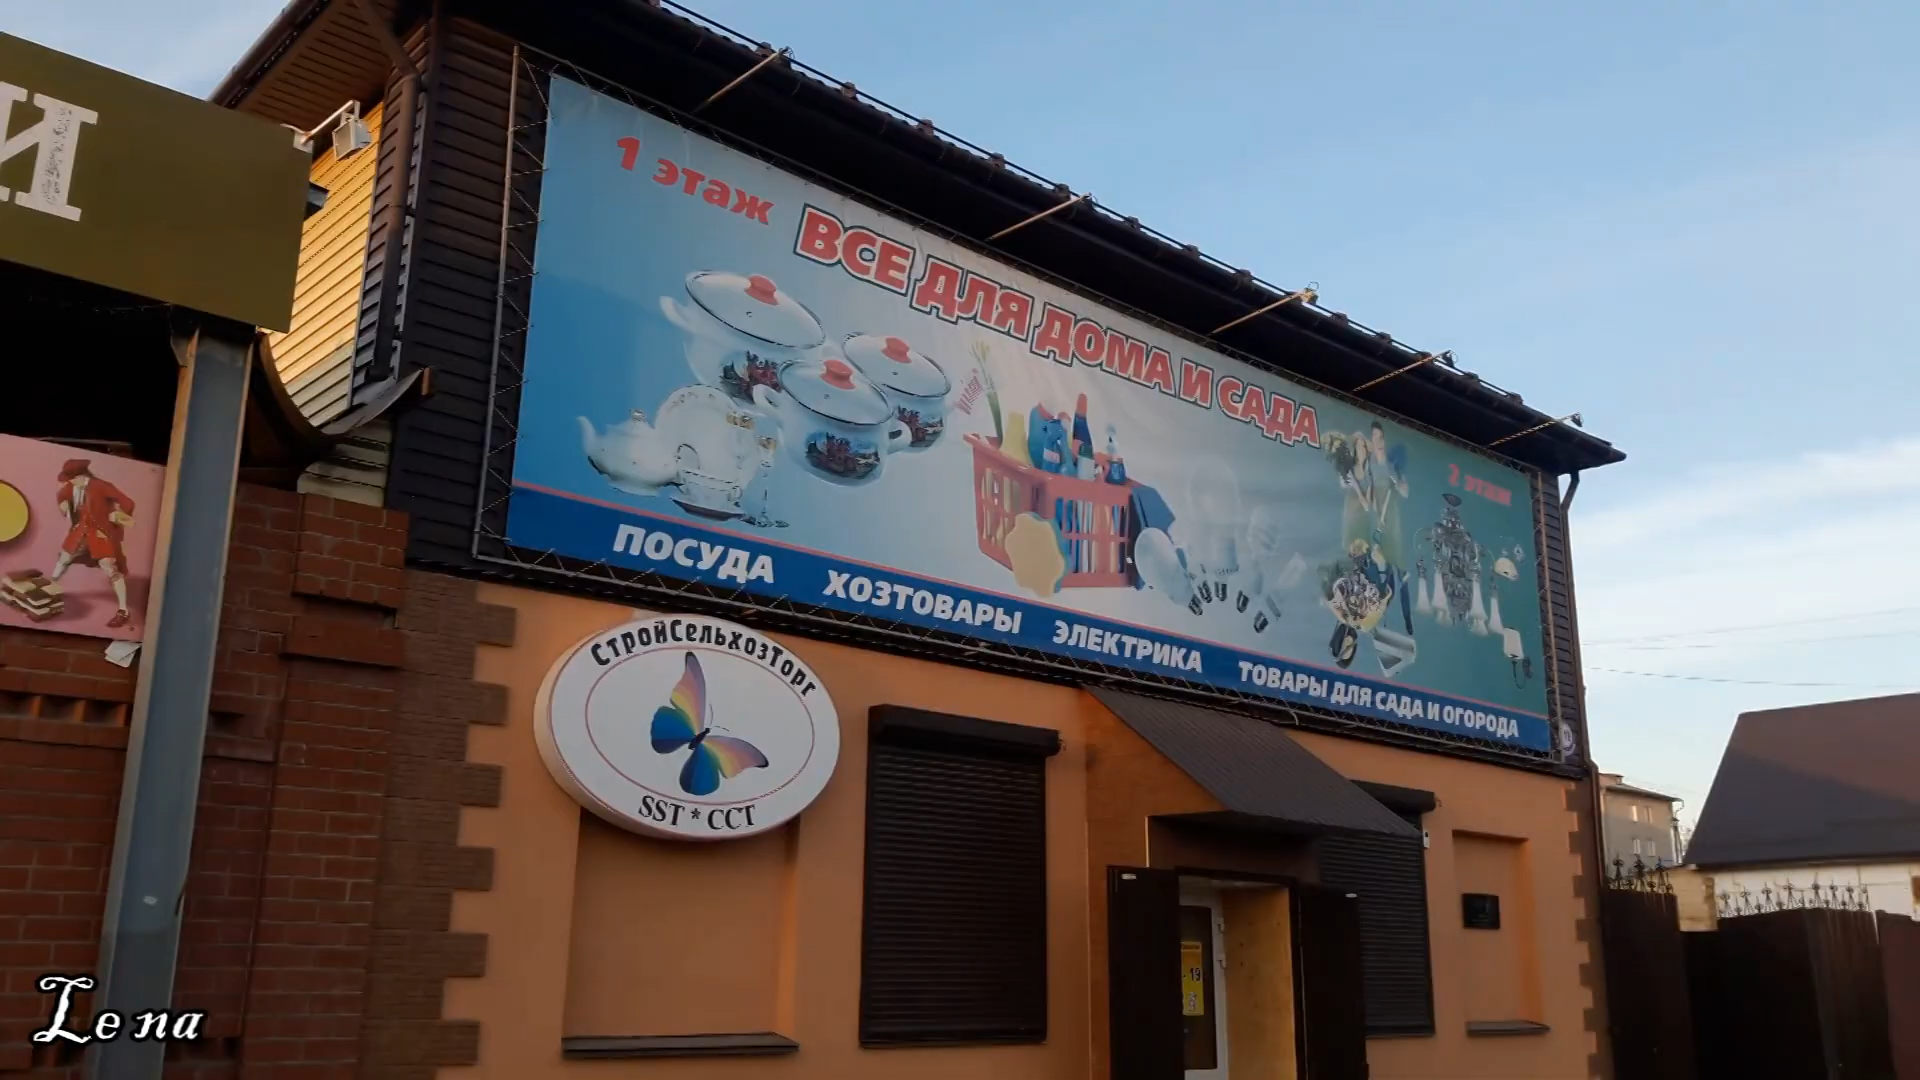 И
1 этаж
ВСЕ ДЛЯ ДОМА И САДА
2 этаж
ПОСУДА ХОЗТОВАРЫ ЭЛЕКТРИКА ТОВАРЫ ДЛЯ САДА И ОГОРОДА
СтройСельхозТорг
SST * CCT
- 19
Lena